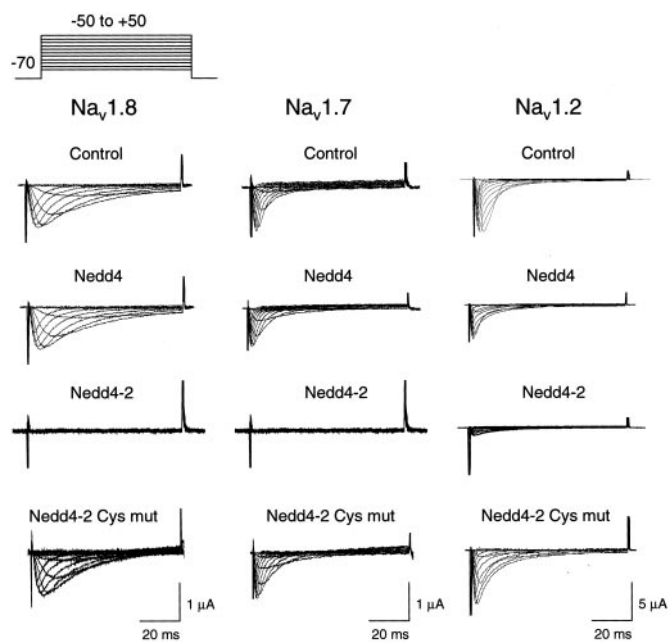 -50 to +50
-70
Nav1.8 Nav1.7 Nav1.2
Control Control Control
Nedd4 Nedd4 Nedd4
Nedd4-2 Nedd4-2 Nedd4-2
Nedd4-2 Cys mut Nedd4-2 Cys mut Nedd4-2 Cys mut
1 μA 1 μA 5 μA
20 ms 20 ms 20 ms